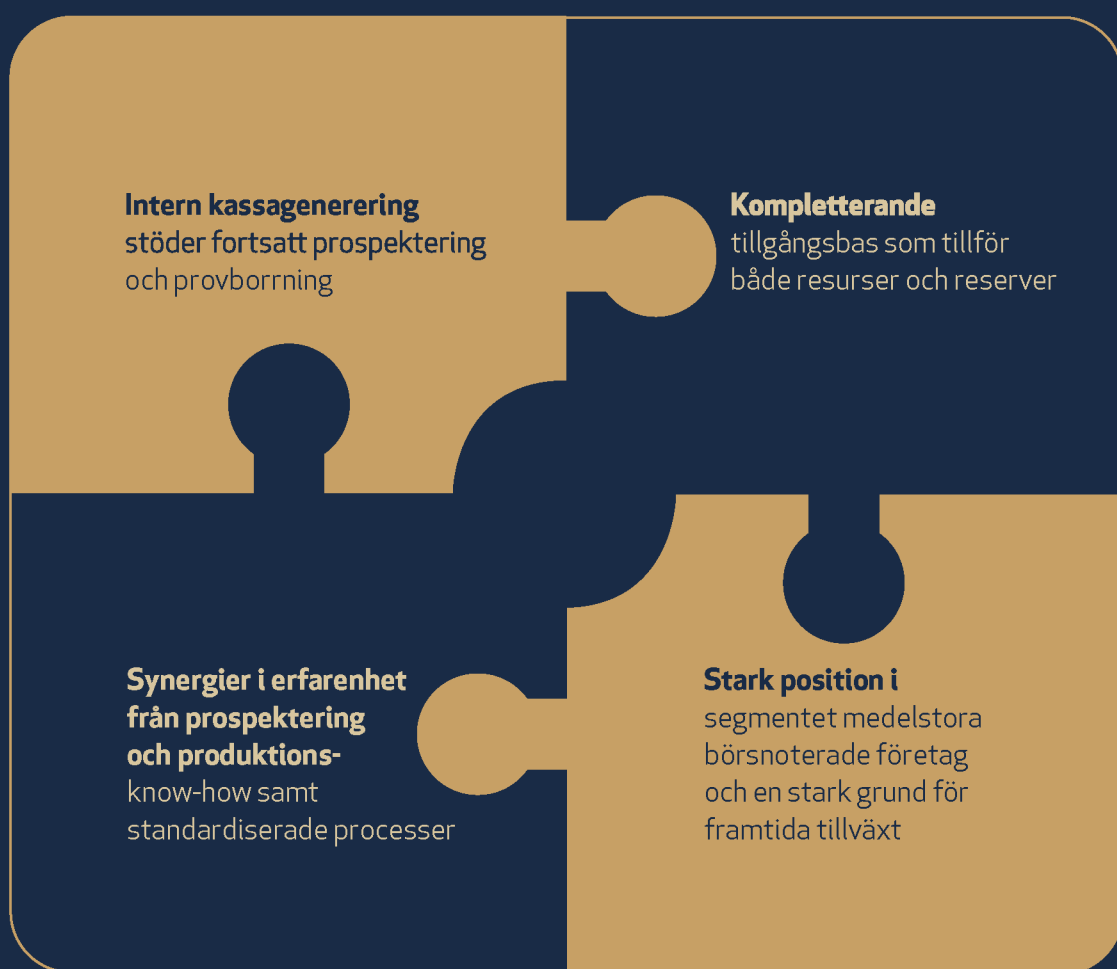 Intern kassagenerering
stöder fortsatt prospektering
och provborrning
Kompletterande
tillgångsbas som tillför
både resurser och reserver
Synergier i erfarenhet
från prospektering
och produktions-
know-how samt
standardiserade processer
Stark position i
segmentet medelstora
börsnoterade företag
och en stark grund för
framtida tillväxt